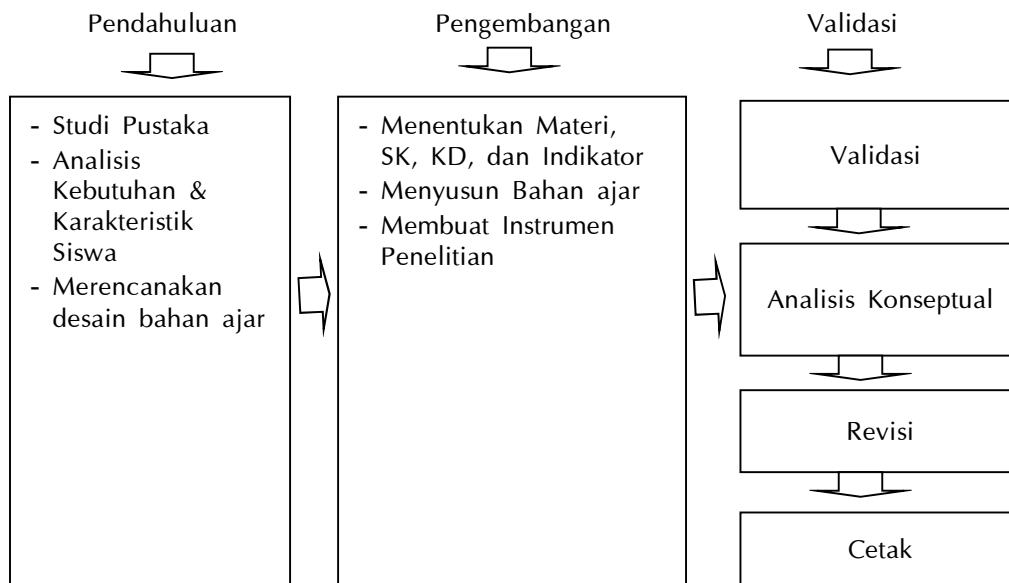 Pendahuluan
Pengembangan
Validasi
- Studi Pustaka
- Analisis
Kebutuhan &
Karakteristik
Siswa
- Merencanakan
desain bahan ajar
- Menentukan Materi,
SK, KD, dan Indikator
- Menyusun Bahan ajar
- Membuat Instrumen
Penelitian
Validasi
Analisis Konseptual
Revisi
Cetak